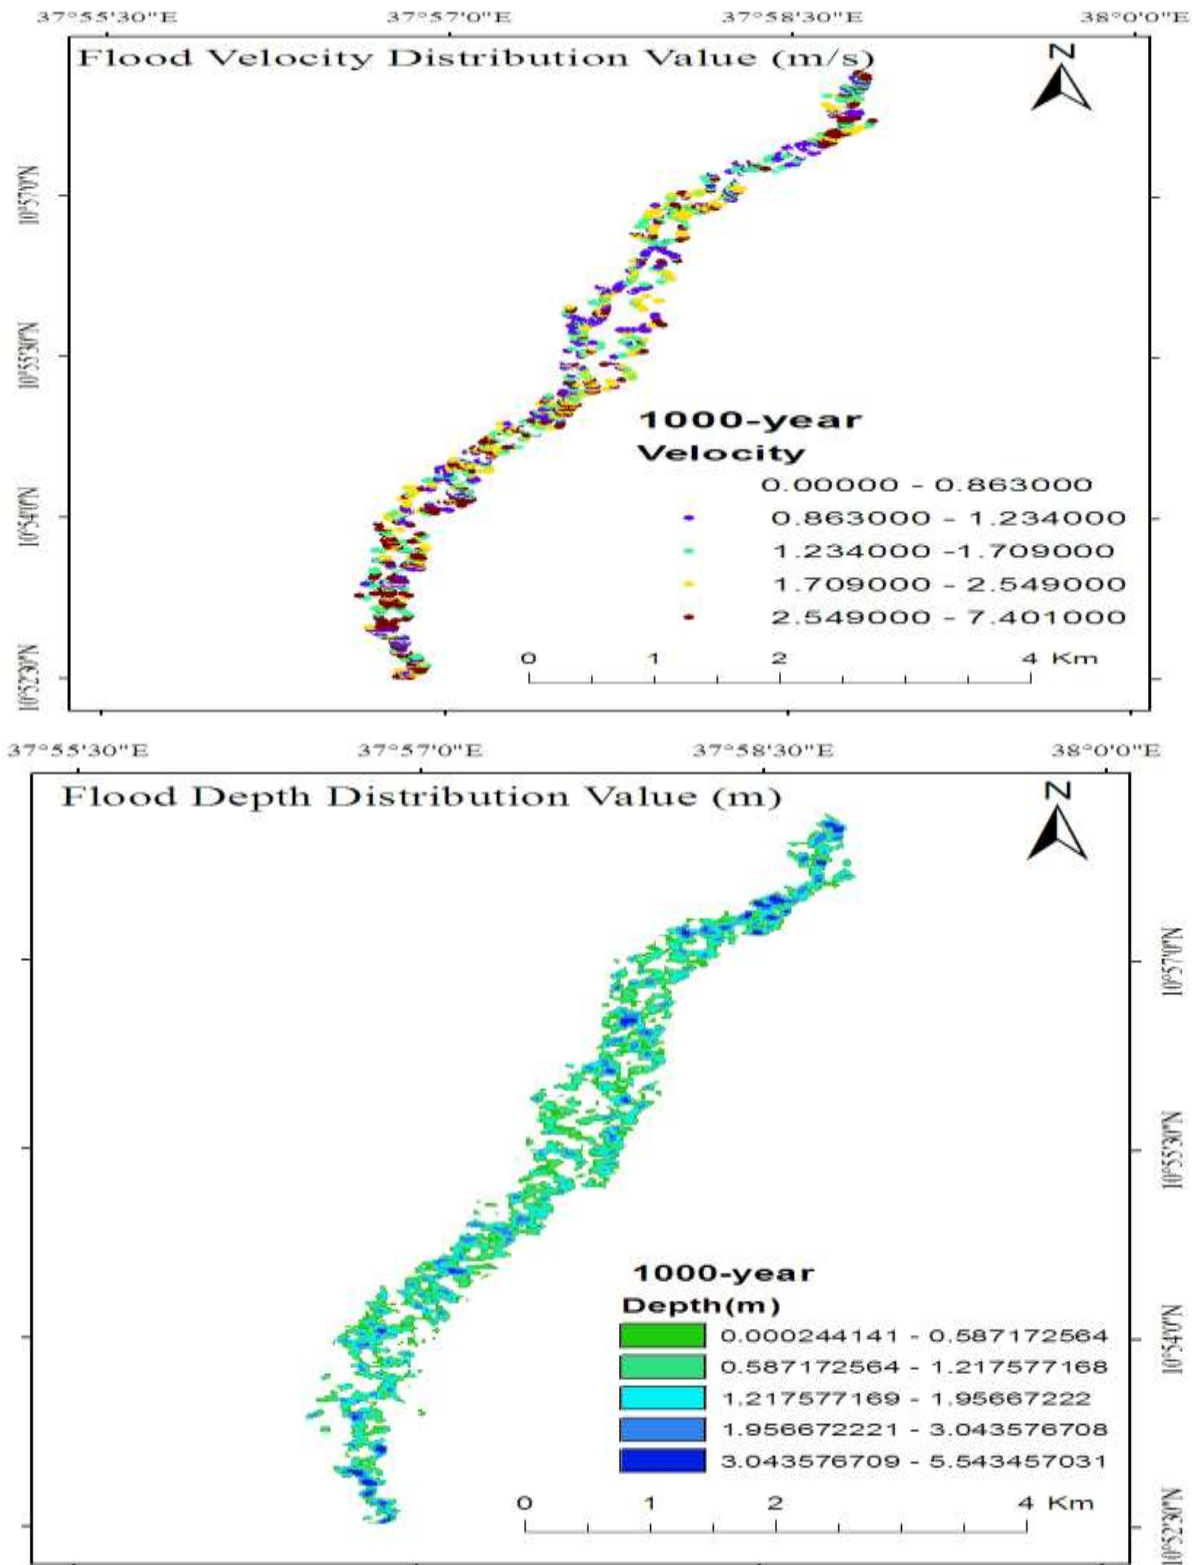 37°55'30"E 37°57'0"E 37°58'30"E 38°0'0"E
Flood Velocity Distribution Value (m/s)
N
10°57'0"N
10°55'30"N
10°54'0"N
10°52'30"N
1000-year
Velocity
0.00000 - 0.863000
0.863000 - 1.234000
1.234000 -1.709000
1.709000 - 2.549000
2.549000 - 7.401000
0 1 2 4 Km
37°55'30"E 37°57'0"E 37°58'30"E 38°0'0"E
Flood Depth Distribution Value (m)
N
10°57'0"N
10°55'30"N
10°54'0"N
10°52'30"N
1000-year
Depth(m)
0.000244141 - 0.587172564
0.587172564 - 1.217577168
1.217577169 - 1.95667222
1.956672221 - 3.043576708
3.043576709 - 5.543457031
0 1 2 4 Km